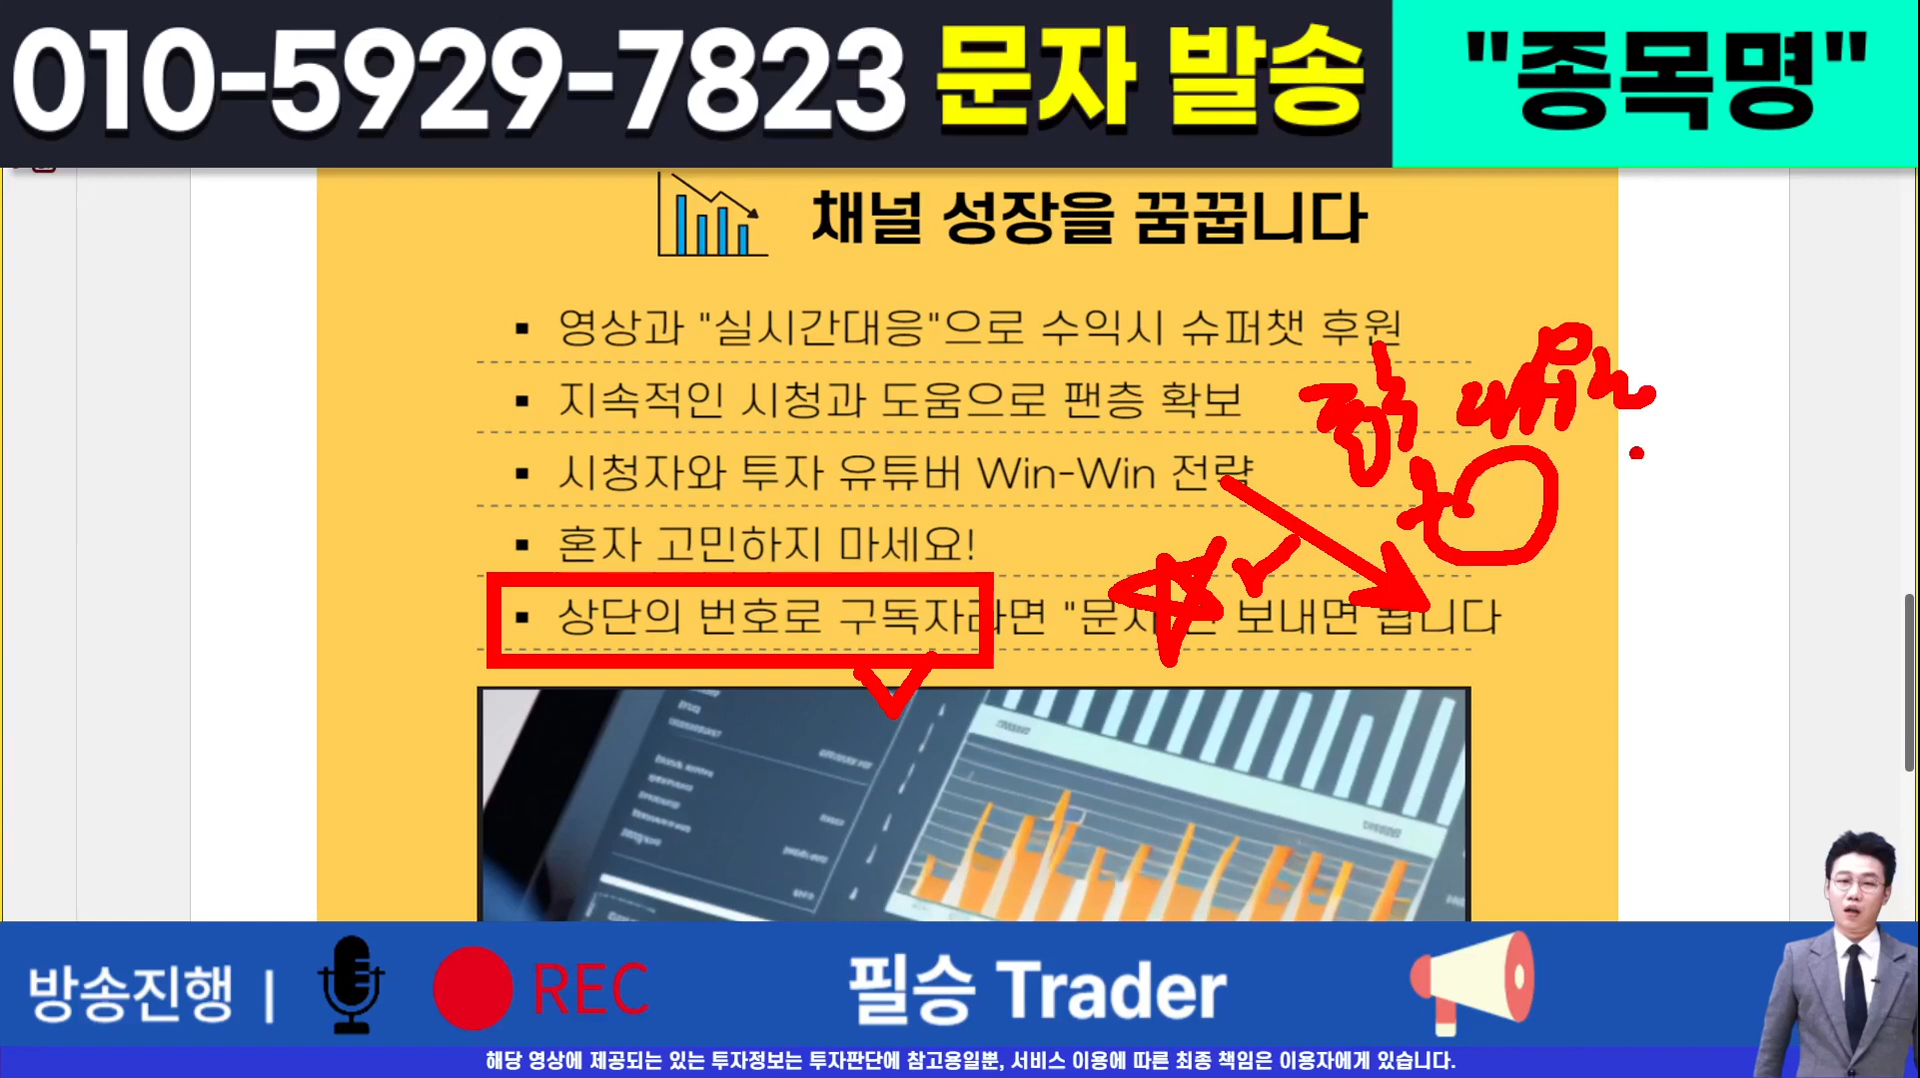 010-5929-7823 문자 발송 "종목명"
채널 성장을 꿈꿉니다
영상과 "실시간대응"으로 수익시 슈퍼챗 후원
지속적인 시청과 도움으로 팬층 확보
시청자와 투자 유튜버 Win-Win 전략
혼자 고민하지 마세요!
상단의 번호로 구독자라면 "문자 보내면 됩니다
방송진행 | REC 필승 Trader
해당 영상에 제공되는 있는 투자정보는 투자판단에 참고용일뿐, 서비스 이용에 따른 최종 책임은 이용자에게 있습니다.